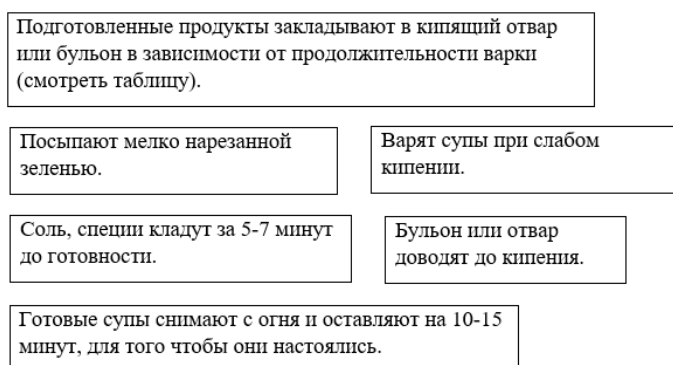 Подготовленные продукты закладывают в кипящий отвар
или бульон в зависимости от продолжительности варки
(смотреть таблицу).
Посыпают мелко нарезанной
зеленью.
Варят супы при слабом
кипении.
Соль, специи кладут за 5-7 минут
до готовности.
Бульон или отвар
доводят до кипения.
Готовые супы снимают с огня и оставляют на 10-15
минут, для того чтобы они настоялись.